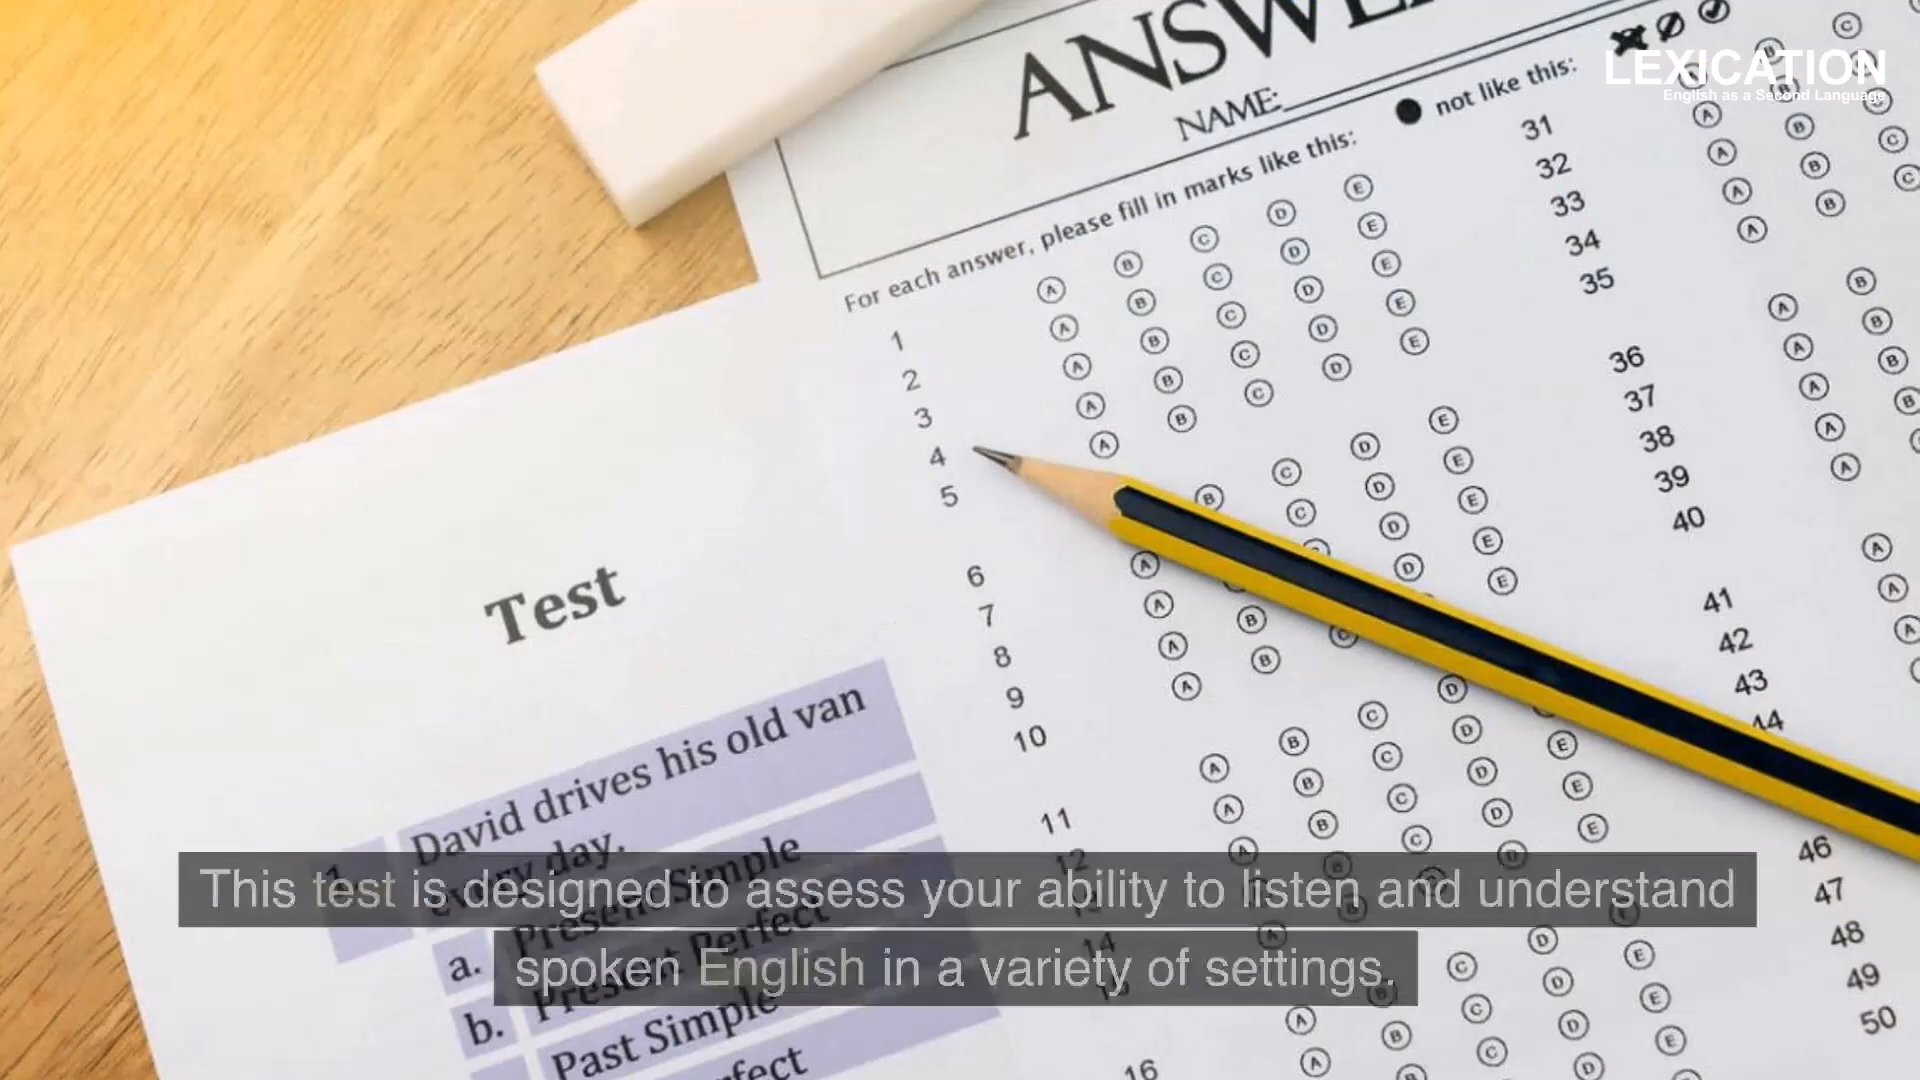 LEXICATION
English as a Second Language
ANSWE
NAME:
For each answer, please fill in marks like this:
not like this:
1
2
3
4
5
6
7
8
9
10
11
12
14
16
31
32
33
34
35
36
37
38
39
40
41
42
43
44
46
47
48
49
50
Test
1. David drives his old van
every day.
a. Present Simple
b. Present Perfect
Past Simple
This test is designed to assess your ability to listen and understand
spoken English in a variety of settings.